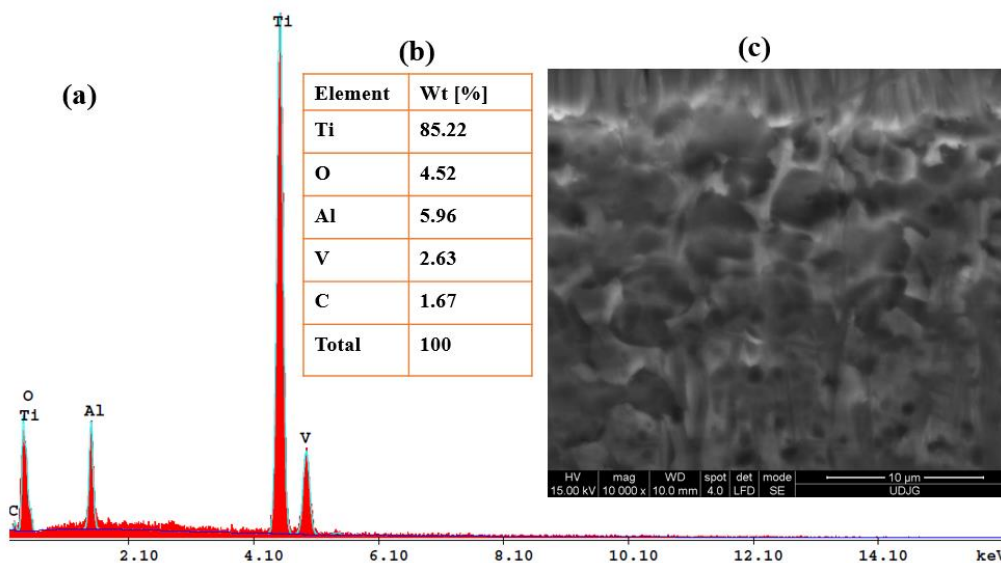 (a)
Ti
O
Ti
Al
V
C
2.10 4.10 6.10 8.10 10.10 12.10 14.10 keV
(b)
Element Wt [%]
Ti 85.22
O 4.52
Al 5.96
V 2.63
C 1.67
Total 100
(c)
HV mag WD spot det mode 10 µm
15.00 kV 10 000 x 10.0 mm 4.0 LFD SE UDJG